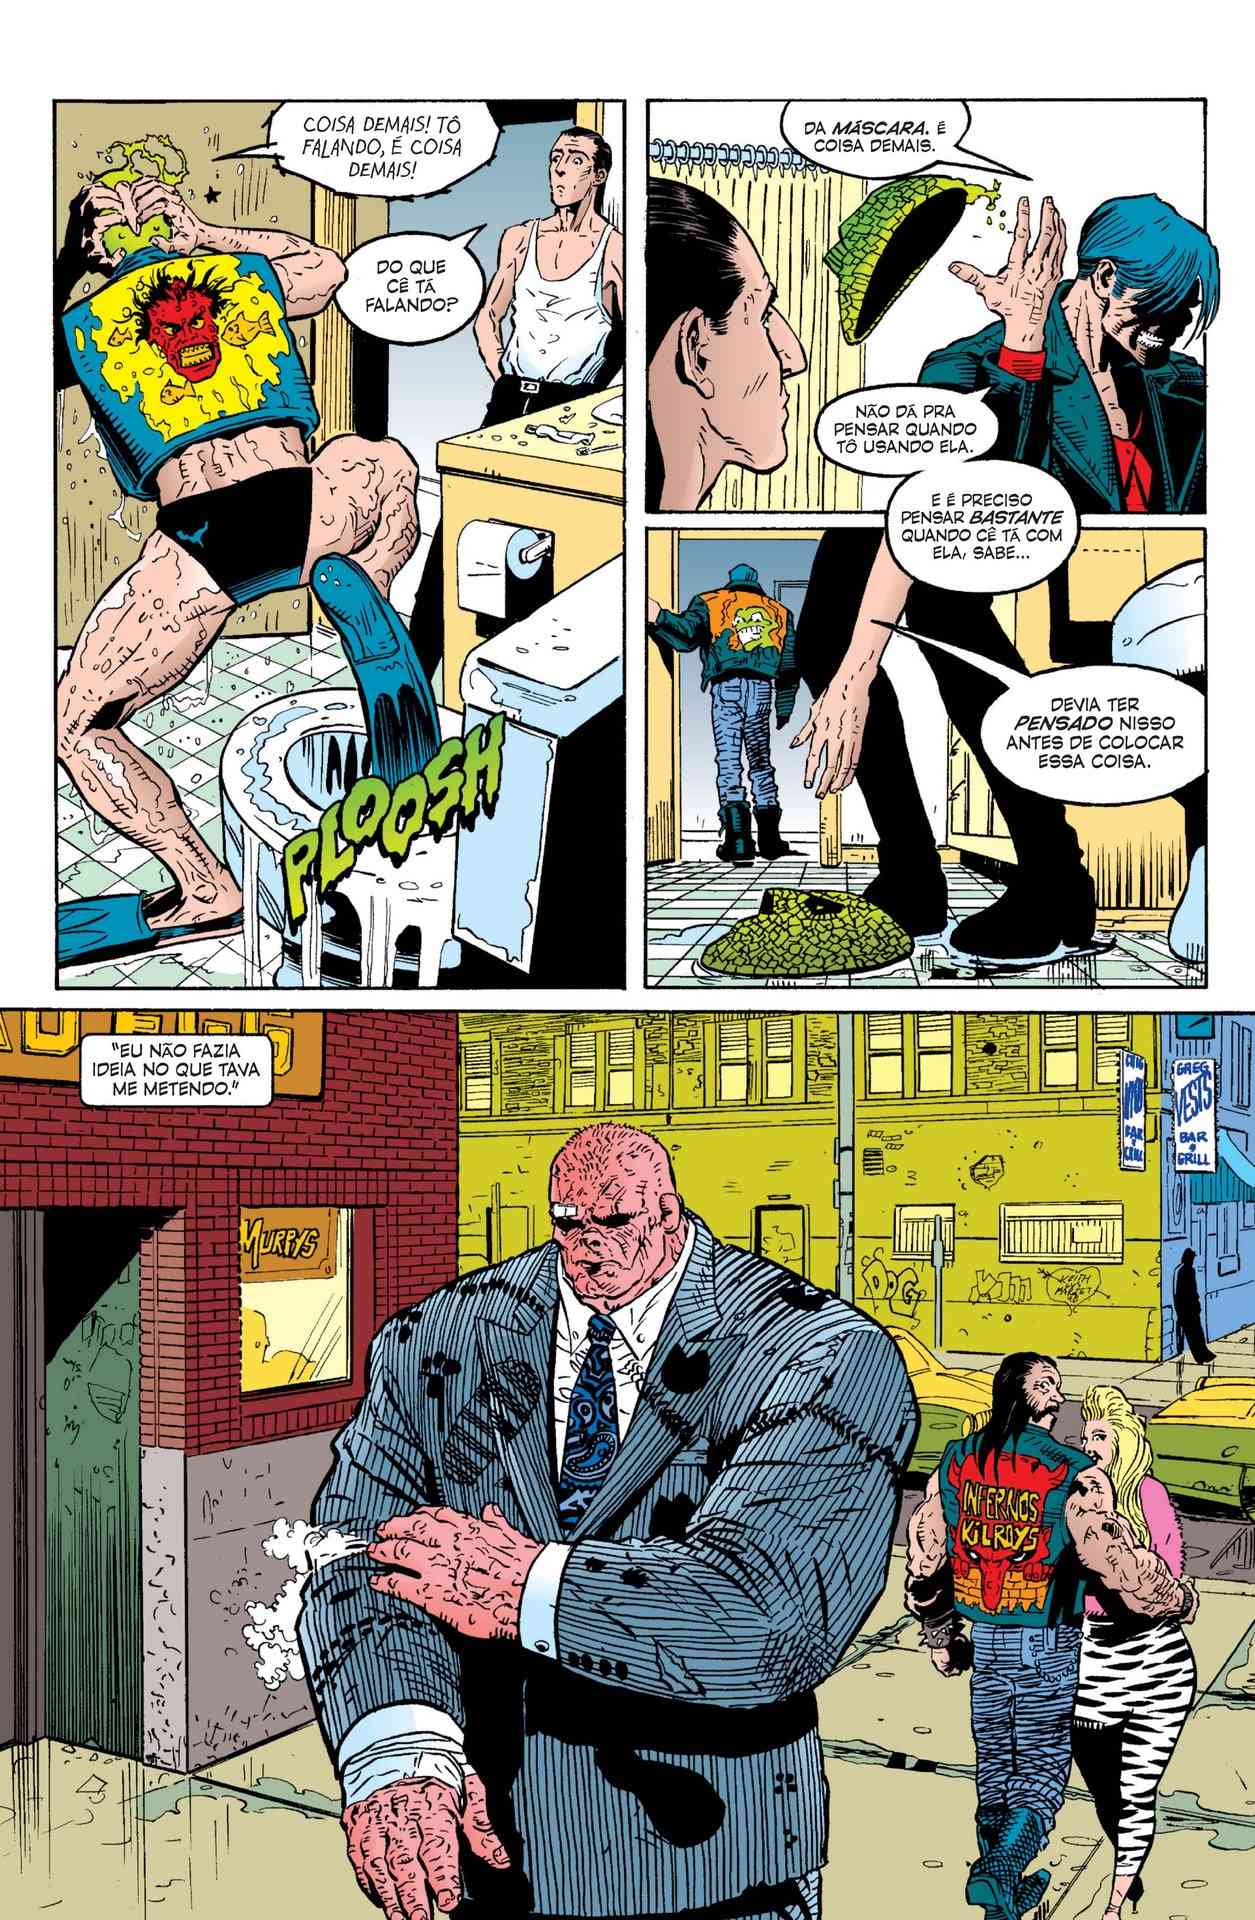 COISA DEMAIS! TÔ
FALANDO, É COISA
DEMAIS!
DO QUE
CÊ TÁ
FALANDO?
PLOOSH
DA MÁSCARA. É
COISA DEMAIS.
NÃO DÁ PRA
PENSAR QUANDO
TÔ USANDO ELA.
E É PRECISO
PENSAR BASTANTE
QUANDO CÊ TÁ COM
ELA, SABE...
DEVIA TER
PENSADO NISSO
ANTES DE COLOCAR
ESSA COISA.
"EU NÃO FAZIA
IDEIA NO QUE TAVA
ME METENDO."
MURPYS
GREG
VESTS
BAR
+
GRILL
BAR
+
GRILL
DOG
KIM
KEITH
INFERNOS
KILROYS